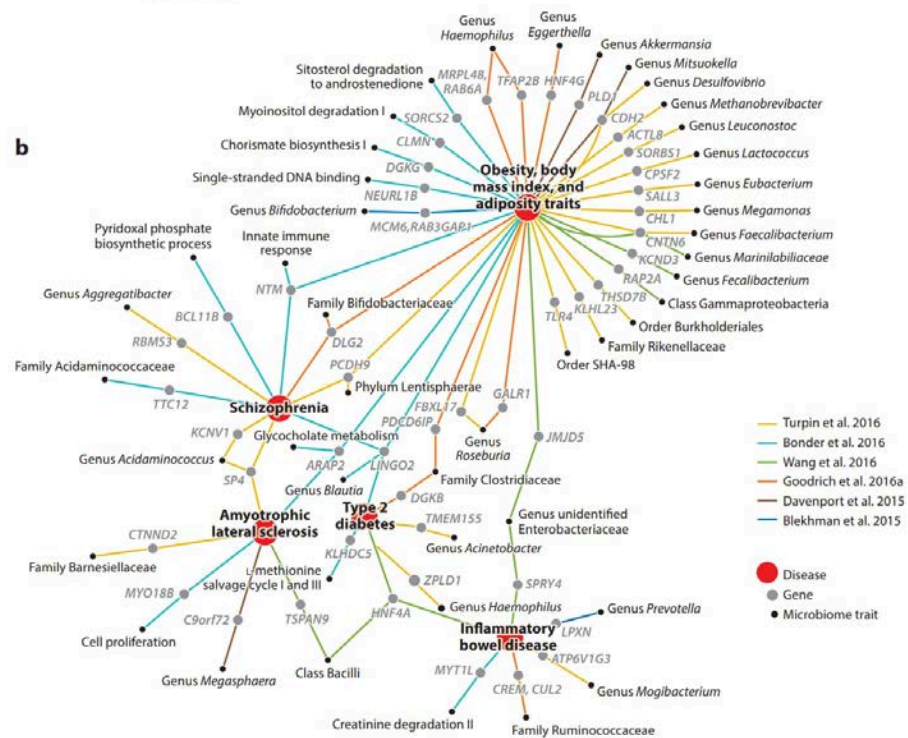 b
Genus
Haemophilus
Genus
Eggerthella
Genus Akkermansia
Genus Mitsuokella
Genus Desulfovibrio
Genus Methanobrevibacter
Genus Leuconostoc
Genus Lactococcus
Genus Eubacterium
Genus Megamonas
Genus Faecalibacterium
Genus Marinilabiliaceae
Genus Fecalibacterium
Class Gammaproteobacteria
Order Burkholderiales
Family Rikenellaceae
Order SHA-98
Sitosterol degradation
to androstenedione
Myoinositol degradation I
Chorismate biosynthesis I
Single-stranded DNA binding
Genus Bifidobacterium
MRPL48,
RAB6A
TFAP2B
HNF4G
PLD1
CDH2
ACTL8
SORBS1
CPSF2
SALL3
CHL1
CNTN6
KCND3
RAP2A
THSD7B
KLHL23
TLR4
SORCS2
CLMN
DGKG
NEURL1B
MCM6,RAB3GAP1
Obesity, body
mass index, and
adiposity traits
Pyridoxal phosphate
biosynthetic process
Innate immune
response
NTM
Genus Aggregatibacter
BCL11B
RBMS3
Family Bifidobacteriaceae
DLG2
PCDH9
Family Acidaminococcaceae
TTC12
Schizophrenia
Phylum Lentisphaerae
FBXL17
GALR1
PDCD6IP
KCNV1
Glycocholate metabolism
Genus
Roseburia
JMJD5
Genus Acidaminococcus
ARAP2
LINGO2
SP4
Genus Blautia
Family Clostridiaceae
DGKB
Amyotrophic
lateral sclerosis
Type 2
diabetes
TMEM155
Genus unidentified
Enterobacteriaceae
CTNND2
Genus Acinetobacter
KLHDC5
Family Barnesiellaceae
L-methionine
salvage cycle I and III
ZPLD1
SPRY4
MYO18B
HNF4A
Genus Haemophilus
C9orf72
TSPAN9
Genus Prevotella
Cell proliferation
Inflammatory
bowel disease
LPXN
ATP6V1G3
Genus Megasphaera
Class Bacilli
MYT1L
CREM, CUL2
Genus Mogibacterium
Creatinine degradation II
Family Ruminococcaceae
Turpin et al. 2016
Bonder et al. 2016
Wang et al. 2016
Goodrich et al. 2016a
Davenport et al. 2015
Blekhman et al. 2015
Disease
Gene
Microbiome trait